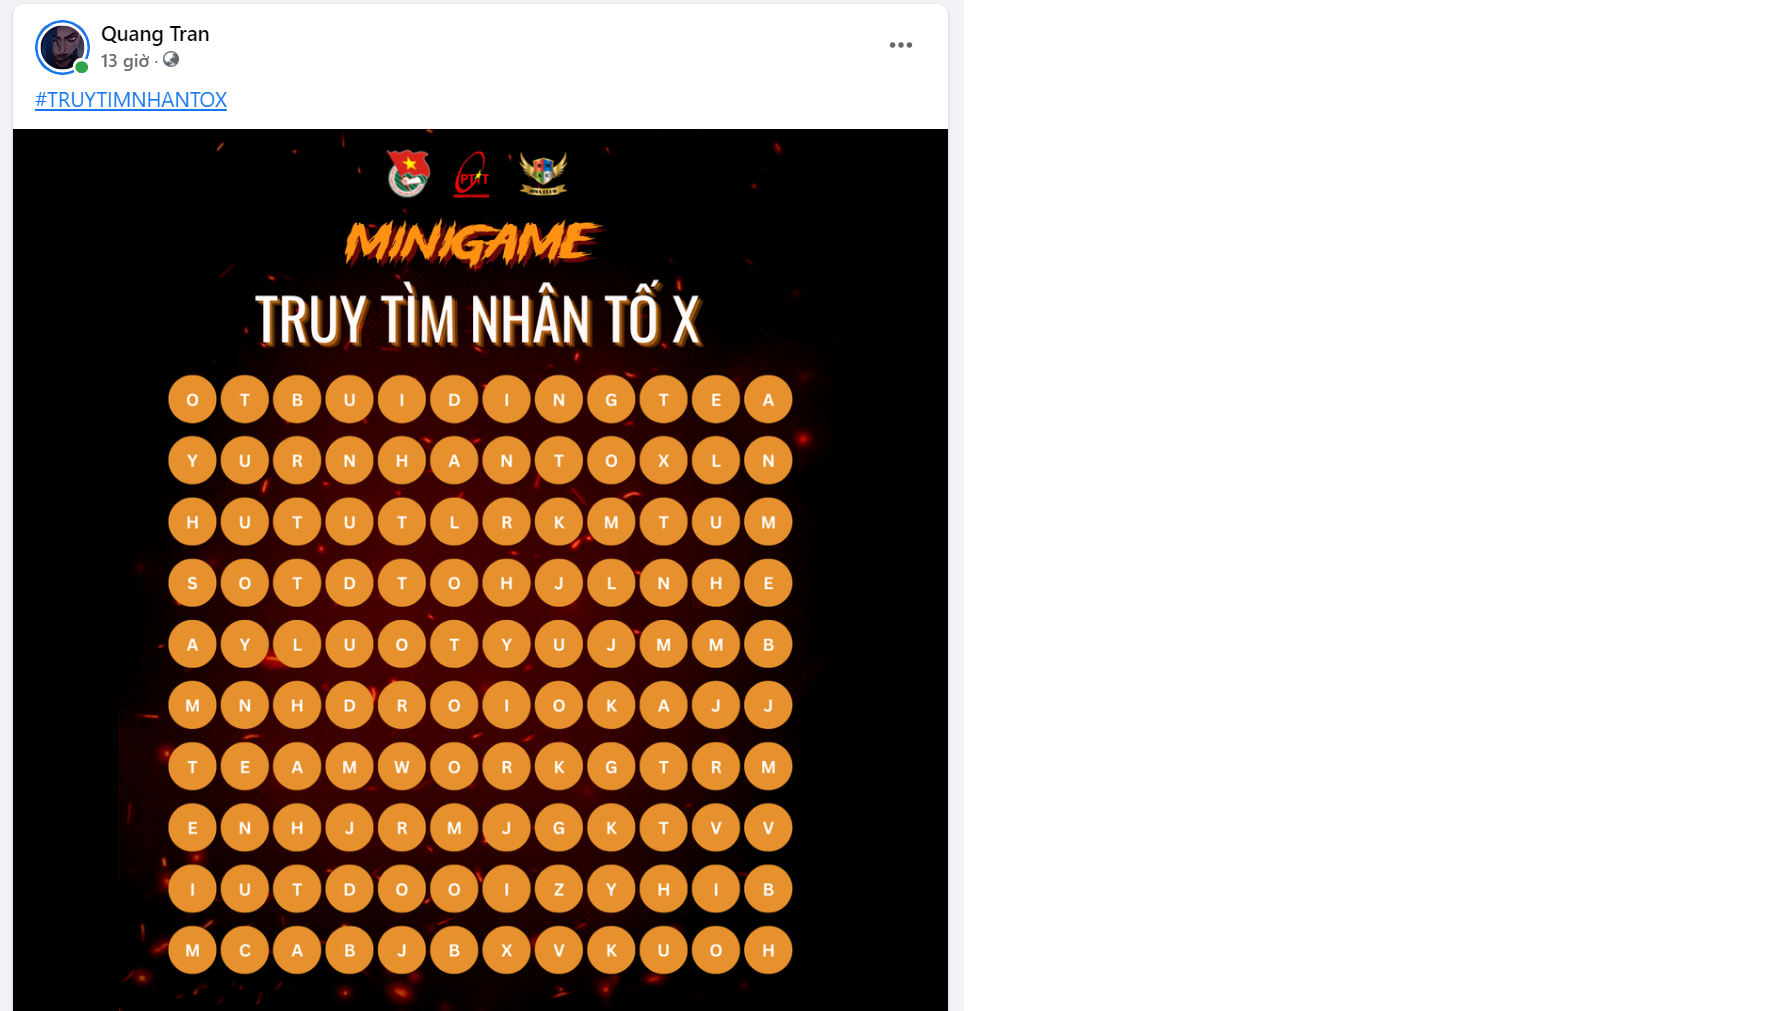 Quang Tran
13 giờ ·
#TRUYTIMNHANTOX
PTIT
MINIGAME
TRUY TÌM NHÂN TỐ X
O T B U I D I N G T E A
Y U R N H A N T O X L N
H U T U T L R K M T U M
S O T D T O H J L N H E
A Y L U O T Y U J M M B
M N H D R O I O K A J J
T E A M W O R K G T R M
E N H J R M J G K T V V
I U T D O O I Z Y H I B
M C A B J B X V K U O H